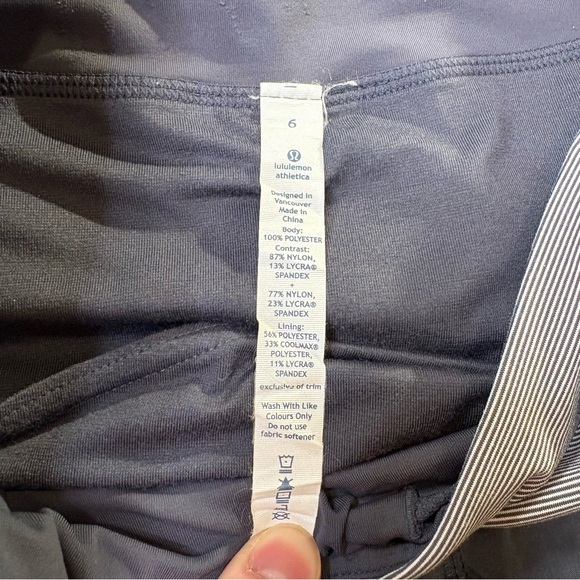 6
lululemon
athletica
Designed in
Vancouver
Made in
China
Body:
100% POLYESTER
Contrast:
87% NYLON,
13% LYCRA®
SPANDEX
+
77% NYLON,
23% LYCRA®
SPANDEX
Lining:
56% POLYESTER,
33% COOLMAX®
POLYESTER,
11% LYCRA®
SPANDEX
exclusive of trim
Wash With Like
Colours Only
Do not use
fabric softener